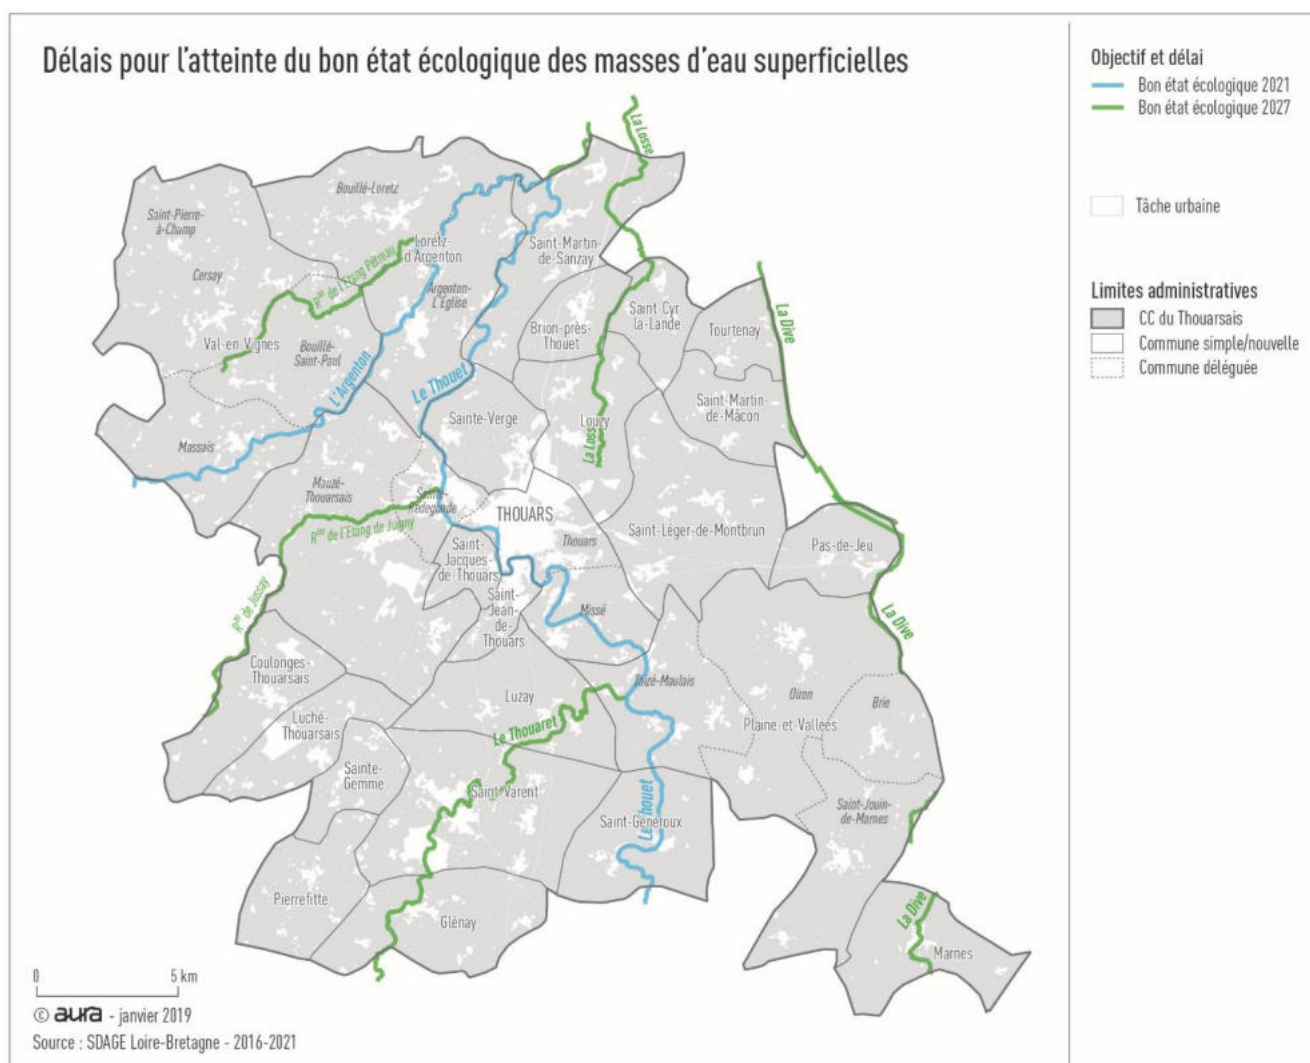 Délais pour l'atteinte du bon état écologique des masses d'eau superficielles
Objectif et délai
Bon état écologique 2021
Bon état écologique 2027
Tâche urbaine
Limites administratives
CC du Thouarsais
Commune simple/nouvelle
Commune déléguée
La Losse
Bouillé-Loretz
Saint-Pierre-
à-Champ
Cersay
Loretz-
d'Argenton
Rau de l'Etang Pétreau
Argenton-
L'Église
Saint-Martin-
de-Sanzay
Saint-Cyr
la-Lande
Brion-près-
Thouet
Tourtenay
La Dive
Val-en-Vignes
Bouillé-
Saint-Paul
L'Argenton
Le Thouet
Saint-Martin-
de-Mâcon
Sainte-Verge
Louzy
La Losse
Massais
Mauzé-
Thouarsais
Sainte-
Radegonde
THOUARS
Rau de l'Etang de Juigny
Saint-Léger-de-Montbrun
Thouars
Pas-de-Jeu
Saint-
Jacques-
de-Thouars
Rau de Jussay
Saint-
Jean-
de-
Thouars
Missé
La Dive
Coulonges-
Thouarsais
Luzay
Taizé-Maulais
Oiron
Brie
Luché-
Thouarsais
Le Thouaret
Plaine-et-Vallées
Sainte-
Gemme
Saint-Varent
Le Thouet
Saint-Généroux
Saint-Jouin-
de-Marnes
Pierrefitte
Glénay
La Dive
Marnes
0 5 km
© aura - janvier 2019
Source : SDAGE Loire-Bretagne - 2016-2021